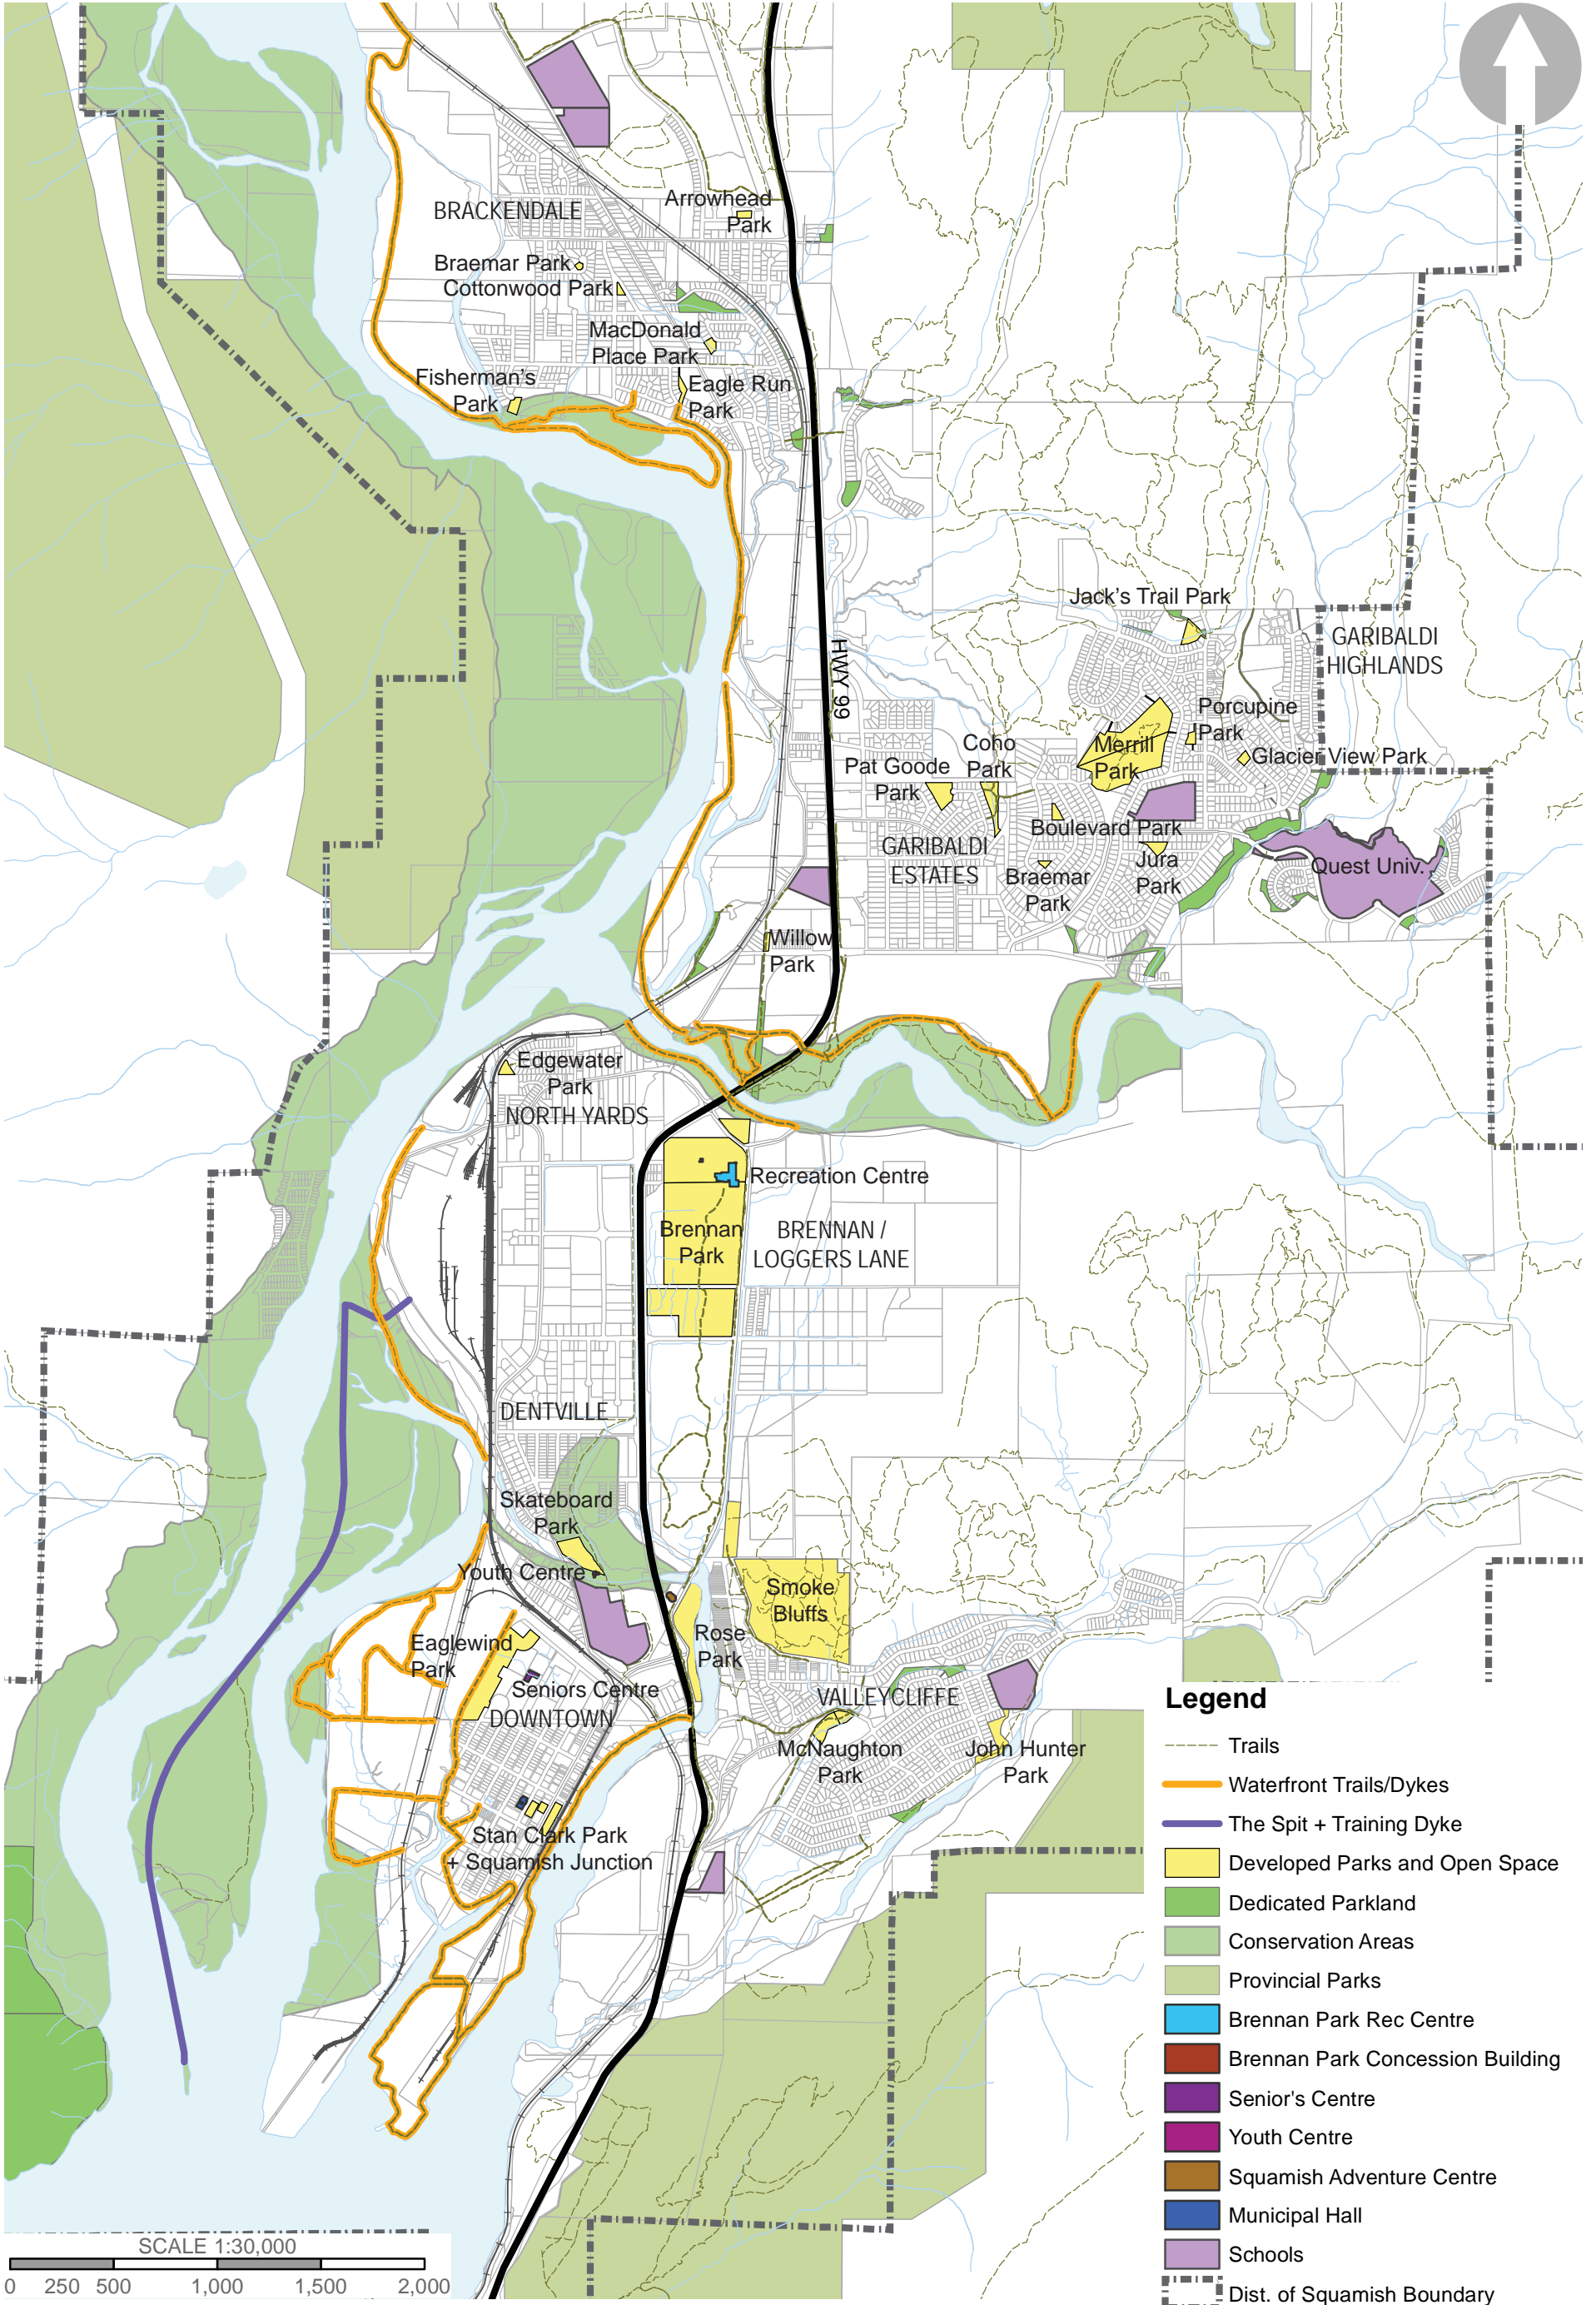 Arrowhead
Park
BRACKENDALE
Braemar Park
Cottonwood Park
MacDonald
Place Park
Fisherman's
Park
Eagle Run
Park
HWY 99
Jack's Trail Park
GARIBALDI
HIGHLANDS
Porcupine
Park
Merrill
Park
Glacier View Park
Coho
Park
Pat Goode
Park
Boulevard Park
GARIBALDI
ESTATES
Braemar
Park
Jura
Park
Quest Univ.
Willow
Park
Edgewater
Park
NORTH YARDS
Recreation Centre
Brennan
Park
BRENNAN /
LOGGERS LANE
DENTVILLE
Skateboard
Park
Youth Centre
Smoke
Bluffs
Rose
Park
Eaglewind
Park
Seniors Centre
DOWNTOWN
VALLEYCLIFFE
McNaughton
Park
John Hunter
Park
Stan Clark Park
+ Squamish Junction
Legend
Trails
Waterfront Trails/Dykes
The Spit + Training Dyke
Developed Parks and Open Space
Dedicated Parkland
Conservation Areas
Provincial Parks
Brennan Park Rec Centre
Brennan Park Concession Building
Senior's Centre
Youth Centre
Squamish Adventure Centre
Municipal Hall
Schools
Dist. of Squamish Boundary
SCALE 1:30,000
0 250 500 1,000 1,500 2,000